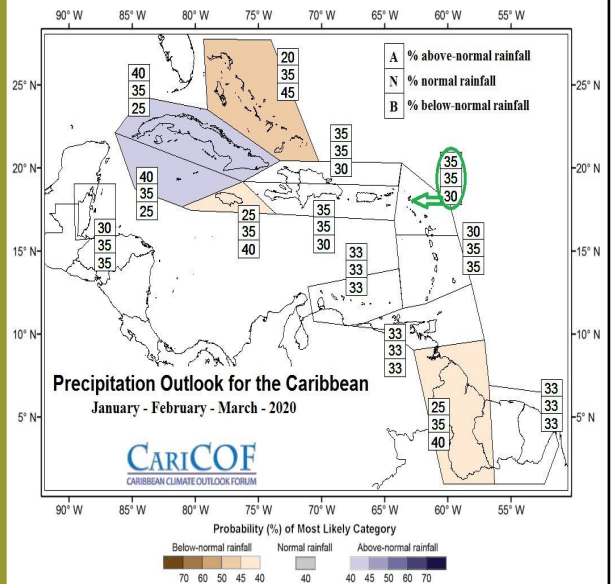 90° W 85° W 80° W 75° W 70° W 65° W 60° W 55° W
A % above-normal rainfall
N % normal rainfall
B % below-normal rainfall
25° N
20° N
15° N
10° N
5° N
25° N
20° N
15° N
10° N
5° N
40
35
25
20
35
45
35
35
30
35
35
30
40
35
25
25
35
40
35
35
30
30
35
35
30
35
35
33
33
33
33
33
33
25
35
40
33
33
33
Precipitation Outlook for the Caribbean
January - February - March - 2020
CARICOF
CARIBBEAN CLIMATE OUTLOOK FORUM
90° W 85° W 80° W 75° W 70° W 65° W 60° W 55° W
Probability (%) of Most Likely Category
Below-normal rainfall Normal rainfall Above-normal rainfall
70 60 50 45 40 40 40 45 50 60 70